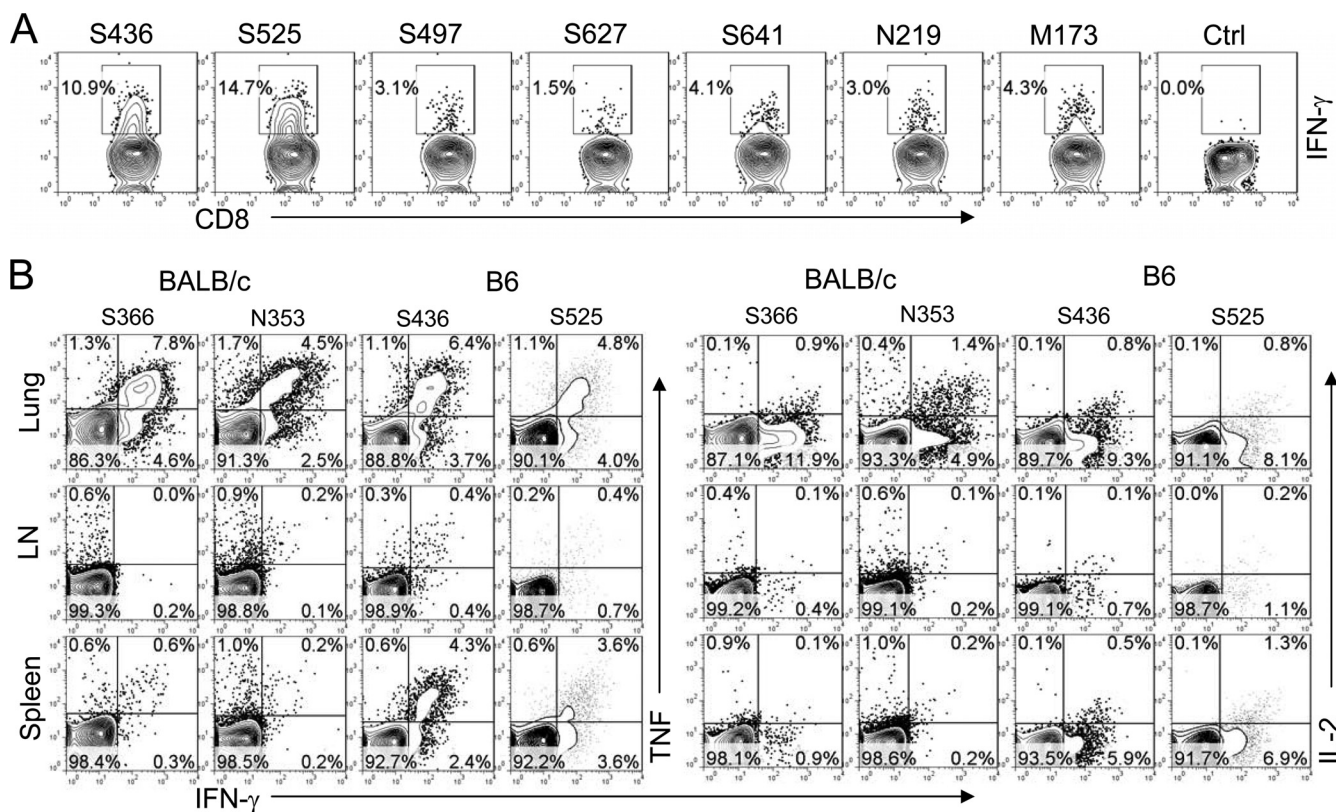 A
S436 S525 S497 S627 S641 N219 M173 Ctrl
10.9% 14.7% 3.1% 1.5% 4.1% 3.0% 4.3% 0.0%
IFN-γ
CD8
B
BALB/c B6 BALB/c B6
S366 N353 S436 S525 S366 N353 S436 S525
Lung
1.3% 7.8% 1.7% 4.5% 1.1% 6.4% 1.1% 4.8% 0.1% 0.9% 0.4% 1.4% 0.1% 0.8% 0.1% 0.8%
86.3% 4.6% 91.3% 2.5% 88.8% 3.7% 90.1% 4.0% 87.1% 11.9% 93.3% 4.9% 89.7% 9.3% 91.1% 8.1%
LN
0.6% 0.0% 0.9% 0.2% 0.3% 0.4% 0.2% 0.4% 0.4% 0.1% 0.6% 0.1% 0.1% 0.1% 0.0% 0.2%
99.3% 0.2% 98.8% 0.1% 98.9% 0.4% 98.7% 0.7% 99.2% 0.4% 99.1% 0.2% 99.1% 0.7% 98.7% 1.1%
Spleen
0.6% 0.6% 1.0% 0.2% 0.6% 4.3% 0.6% 3.6% 0.9% 0.1% 1.0% 0.2% 0.1% 0.5% 0.1% 1.3%
98.4% 0.3% 98.5% 0.2% 92.7% 2.4% 92.2% 3.6% 98.1% 0.9% 98.6% 0.2% 93.5% 5.9% 91.7% 6.9%
TNF
IL-2
IFN-γ